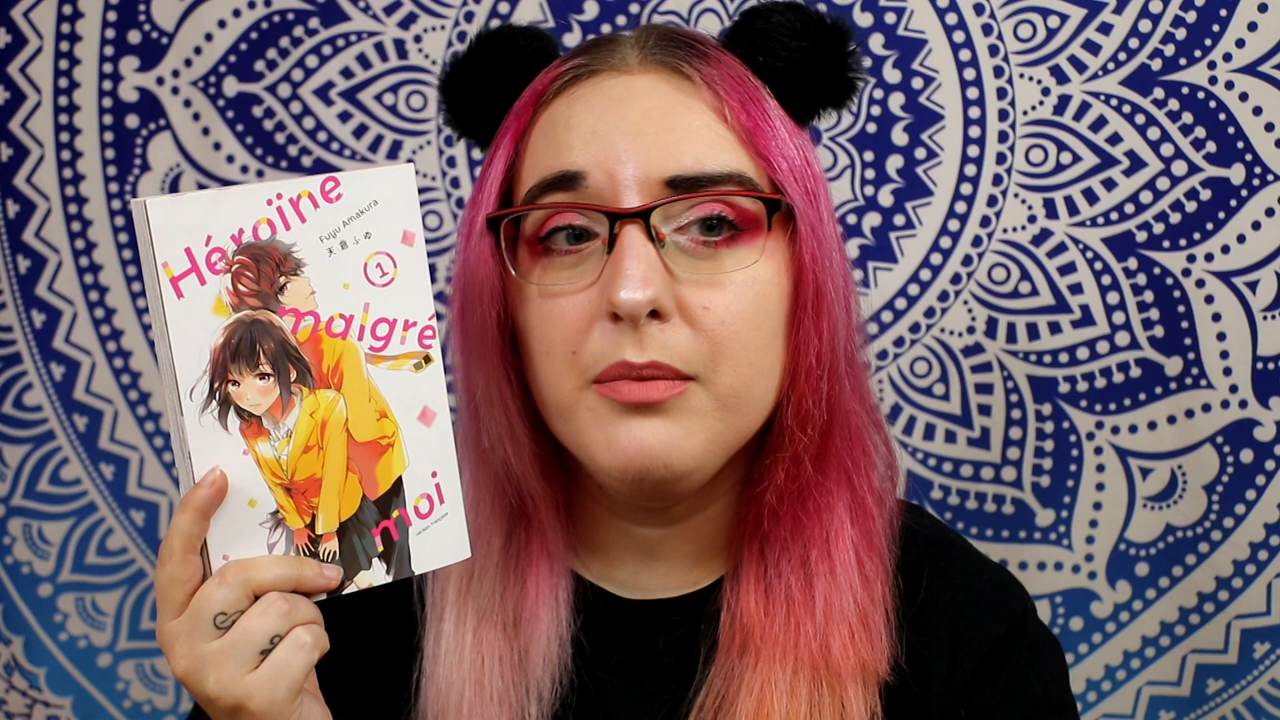 Héroïne
Fuyu Amakura
天倉ふゆ
1
malgré
moi